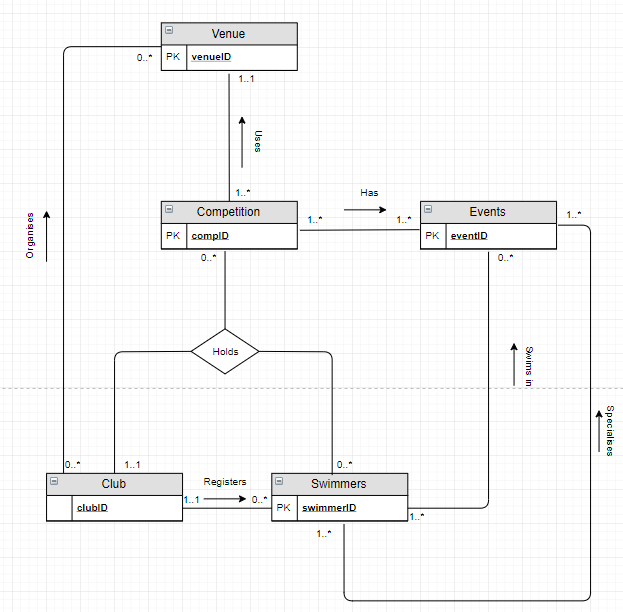 Venue
0..*
PK
venueID
1..1
Uses
1..*
Has
Competition
Events
1..*
1..*
1..*
PK
compID
PK
eventID
Organises
0..*
0..*
Holds
Swims in
Specialises
0..*
1..1
0..*
Club
Registers
Swimmers
1..1
0..*
clubID
PK
swimmerID
1..*
1..*